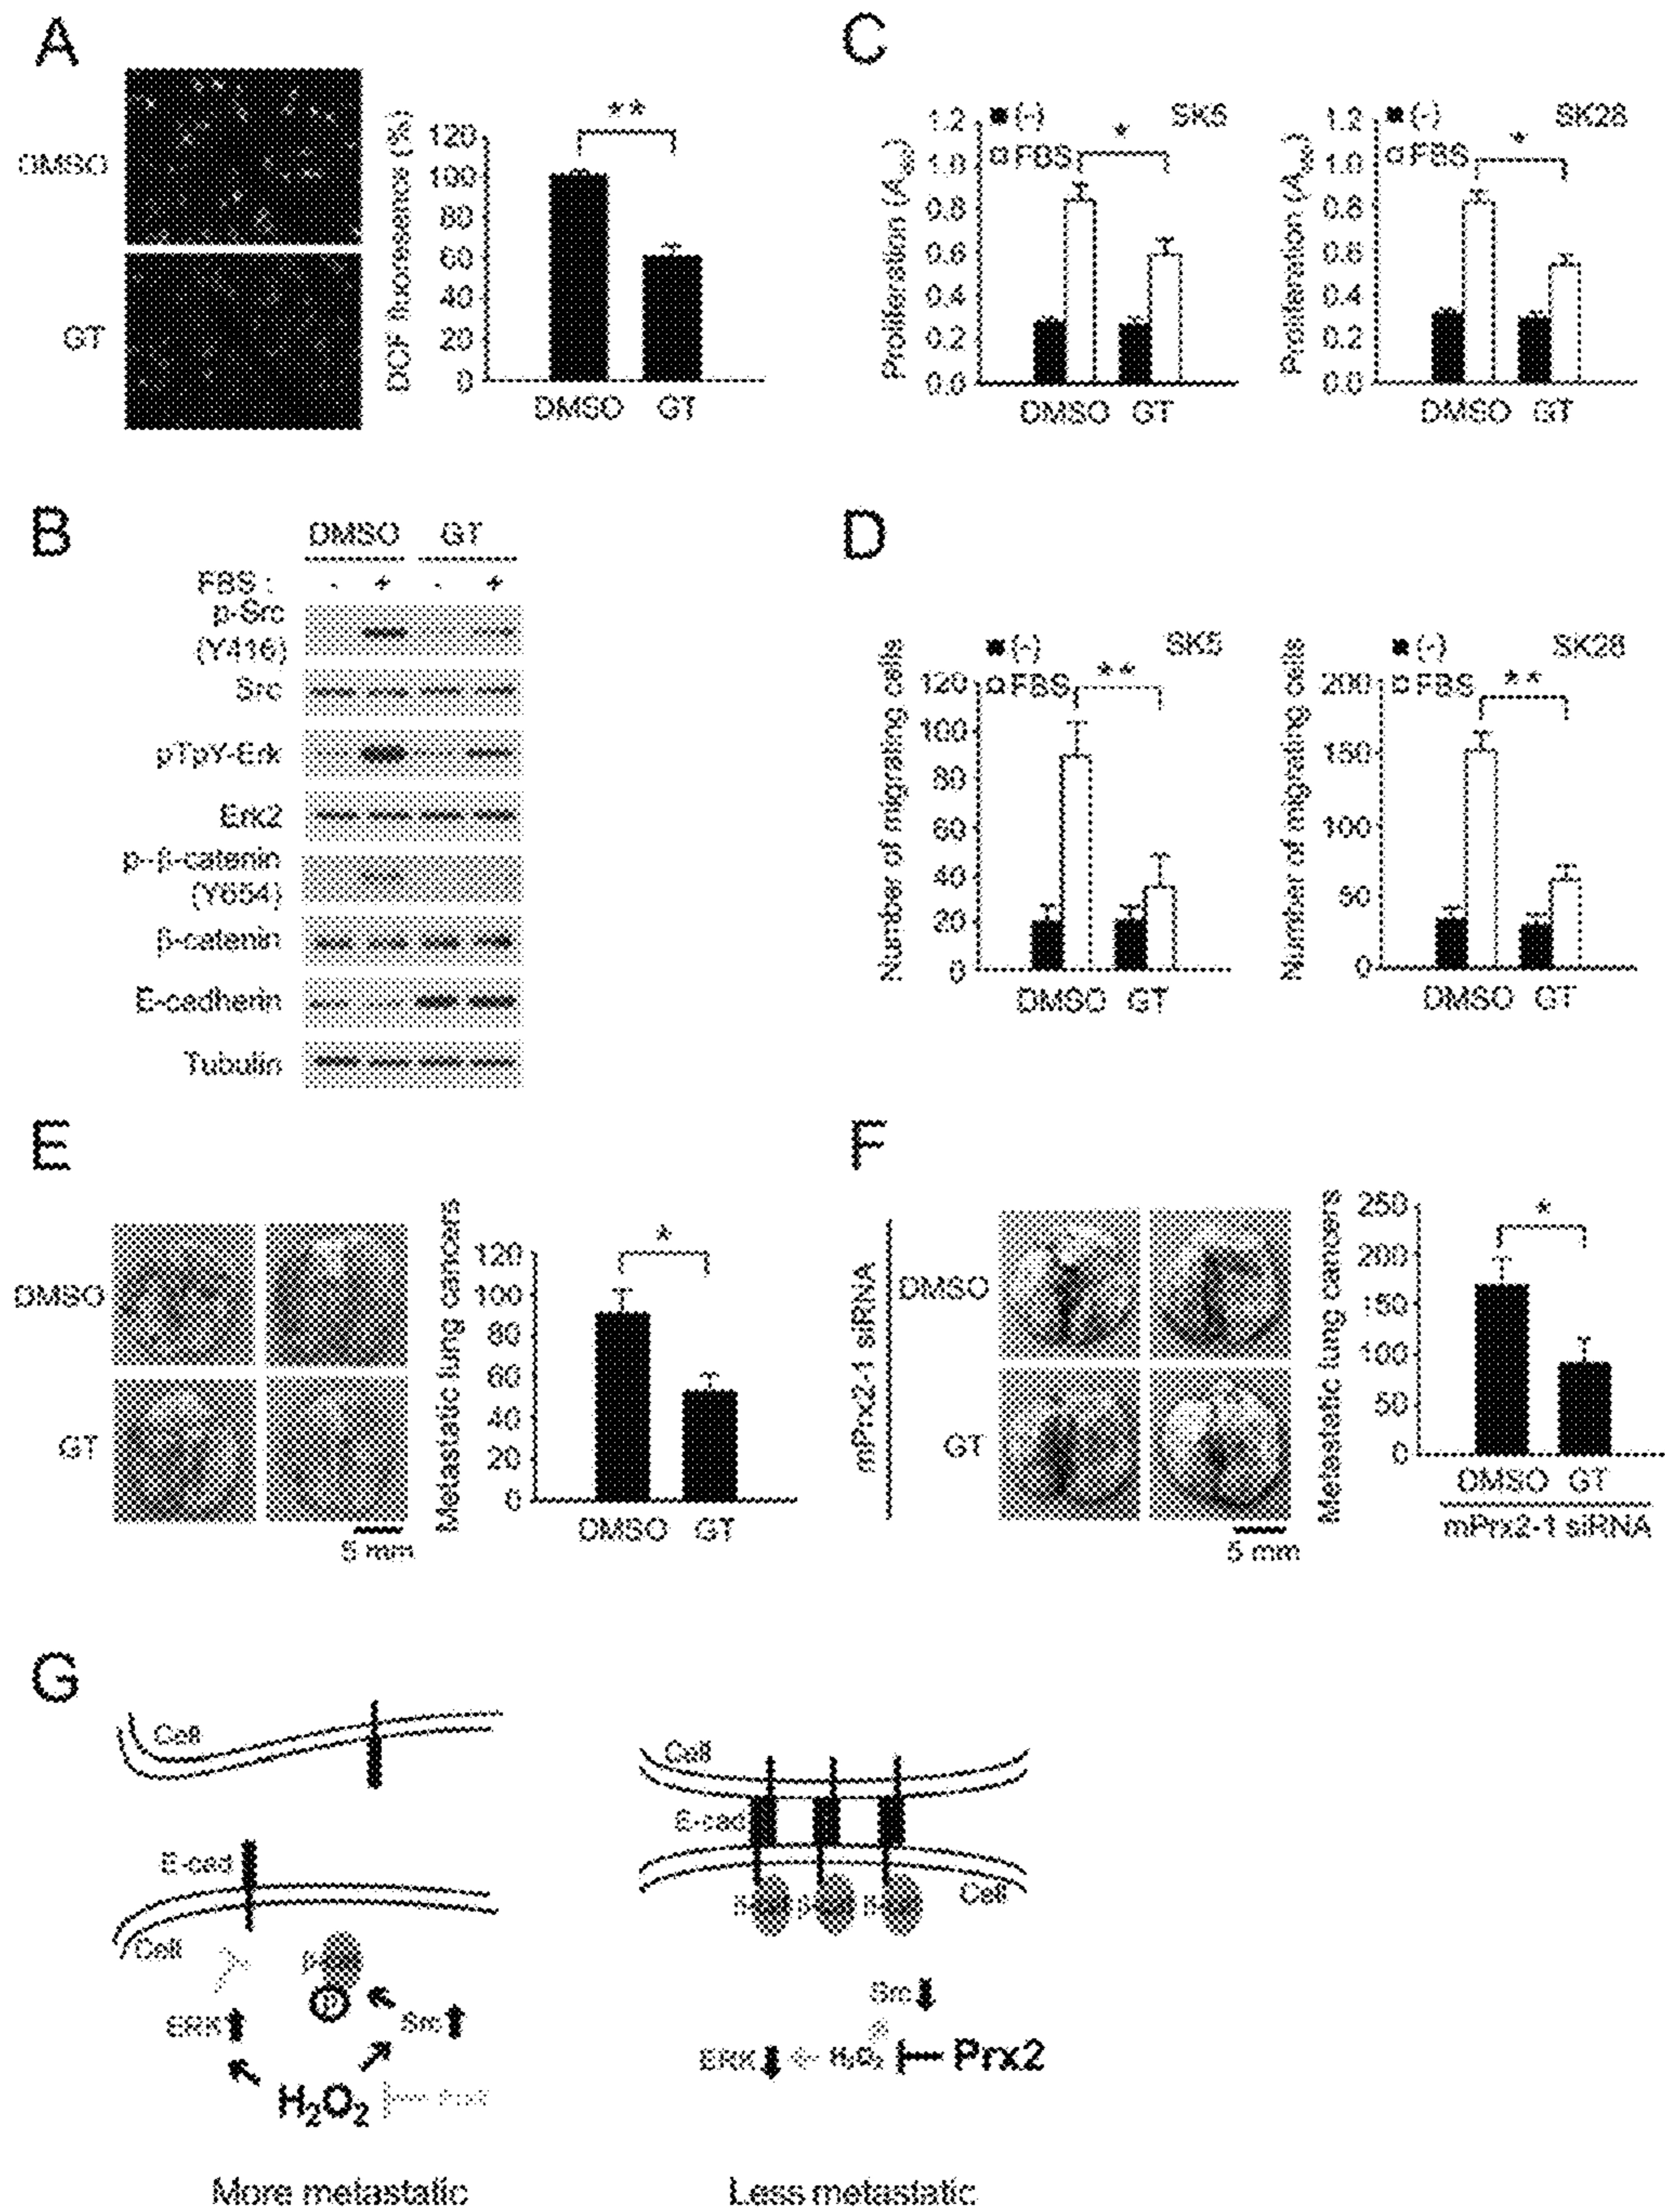 A
DMSO
GT
DCF fluoresence (%)
120
100
80
60
40
20
0
**
DMSO GT
C
Proliferation
1.2
1.0
0.8
0.6
0.4
0.2
0.0
(-)
FBS
*
SK5
DMSO GT
Proliferation
1.2
1.0
0.8
0.6
0.4
0.2
0.0
(-)
FBS
*
SK28
DMSO GT
B
DMSO GT
FBS : - + - +
p-Src
(Y416)
Src
pTpY-Erk
Erk2
p-β-catenin
(Y654)
β-catenin
E-cadherin
Tubulin
D
Number of migrating cells
120
100
80
60
40
20
0
(-)
FBS
**
SK5
DMSO GT
Number of migrating cells
200
150
100
50
0
(-)
FBS
**
SK28
DMSO GT
E
DMSO
GT
5 mm
Metastatic lung cancers
120
100
80
60
40
20
0
*
DMSO GT
F
mPrx2-1 siRNA
DMSO
GT
5 mm
Metastatic lung cancers
250
200
150
100
50
0
*
DMSO GT
mPrx2-1 siRNA
G
Cell
E-cad
Cell
P
ERK
Src
H₂O₂
More metastatic
Cell
E-cad
Cell
Src
ERK
H₂O₂
Prx2
Less metastatic